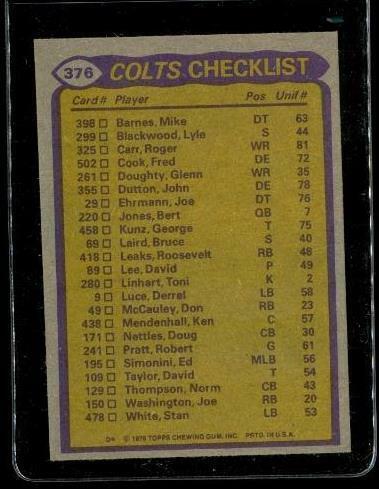 376 COLTS CHECKLIST
Card # Player Pos Unif #
398 □ Barnes, Mike DT 63
299 □ Blackwood, Lyle S 44
325 □ Carr, Roger WR 81
502 □ Cook, Fred DE 72
261 □ Doughty, Glenn WR 35
355 □ Dutton, John DE 78
29 □ Ehrmann, Joe DT 76
220 □ Jones, Bert QB 7
458 □ Kunz, George T 75
69 □ Laird, Bruce S 40
418 □ Leaks, Roosevelt RB 48
89 □ Lee, David P 49
280 □ Linhart, Toni K 2
9 □ Luce, Derrel LB 58
49 □ McCauley, Don RB 23
438 □ Mendenhall, Ken C 57
171 □ Nettles, Doug CB 30
241 □ Pratt, Robert G 61
195 □ Simonini, Ed MLB 56
109 □ Taylor, David T 54
129 □ Thompson, Norm CB 43
150 □ Washington, Joe RB 20
478 □ White, Stan LB 53
© 1979 TOPPS CHEWING GUM, INC. PRTD. IN U.S.A.